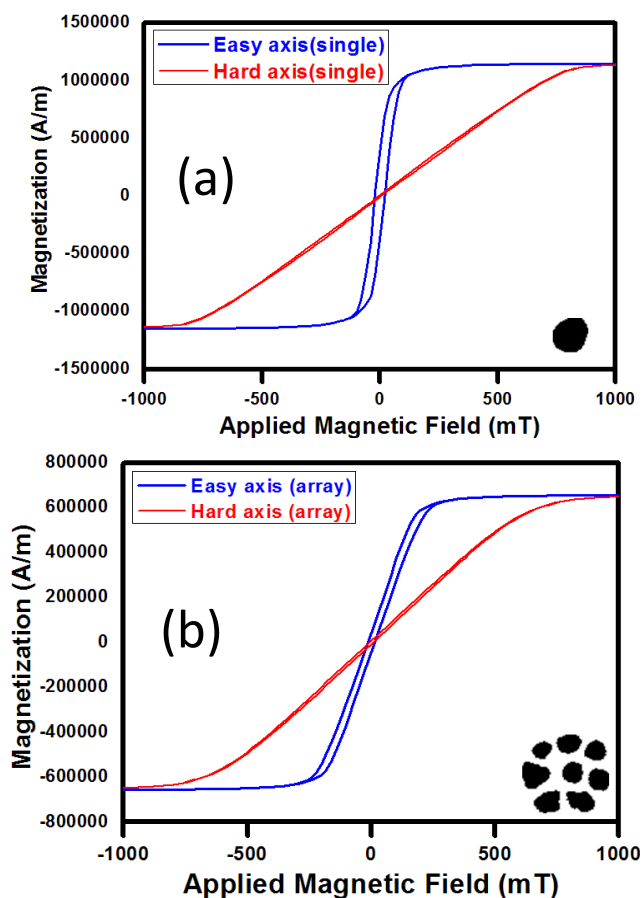 1500000
1000000
500000
0
-500000
-1000000
-1500000
Magnetization (A/m)
Easy axis(single)
Hard axis(single)
(a)
-1000 -500 0 500 1000
Applied Magnetic Field (mT)
800000
600000
400000
200000
0
-200000
-400000
-600000
-800000
Magnetization (A/m)
Easy axis (array)
Hard axis (array)
(b)
-1000 -500 0 500 1000
Applied Magnetic Field (mT)